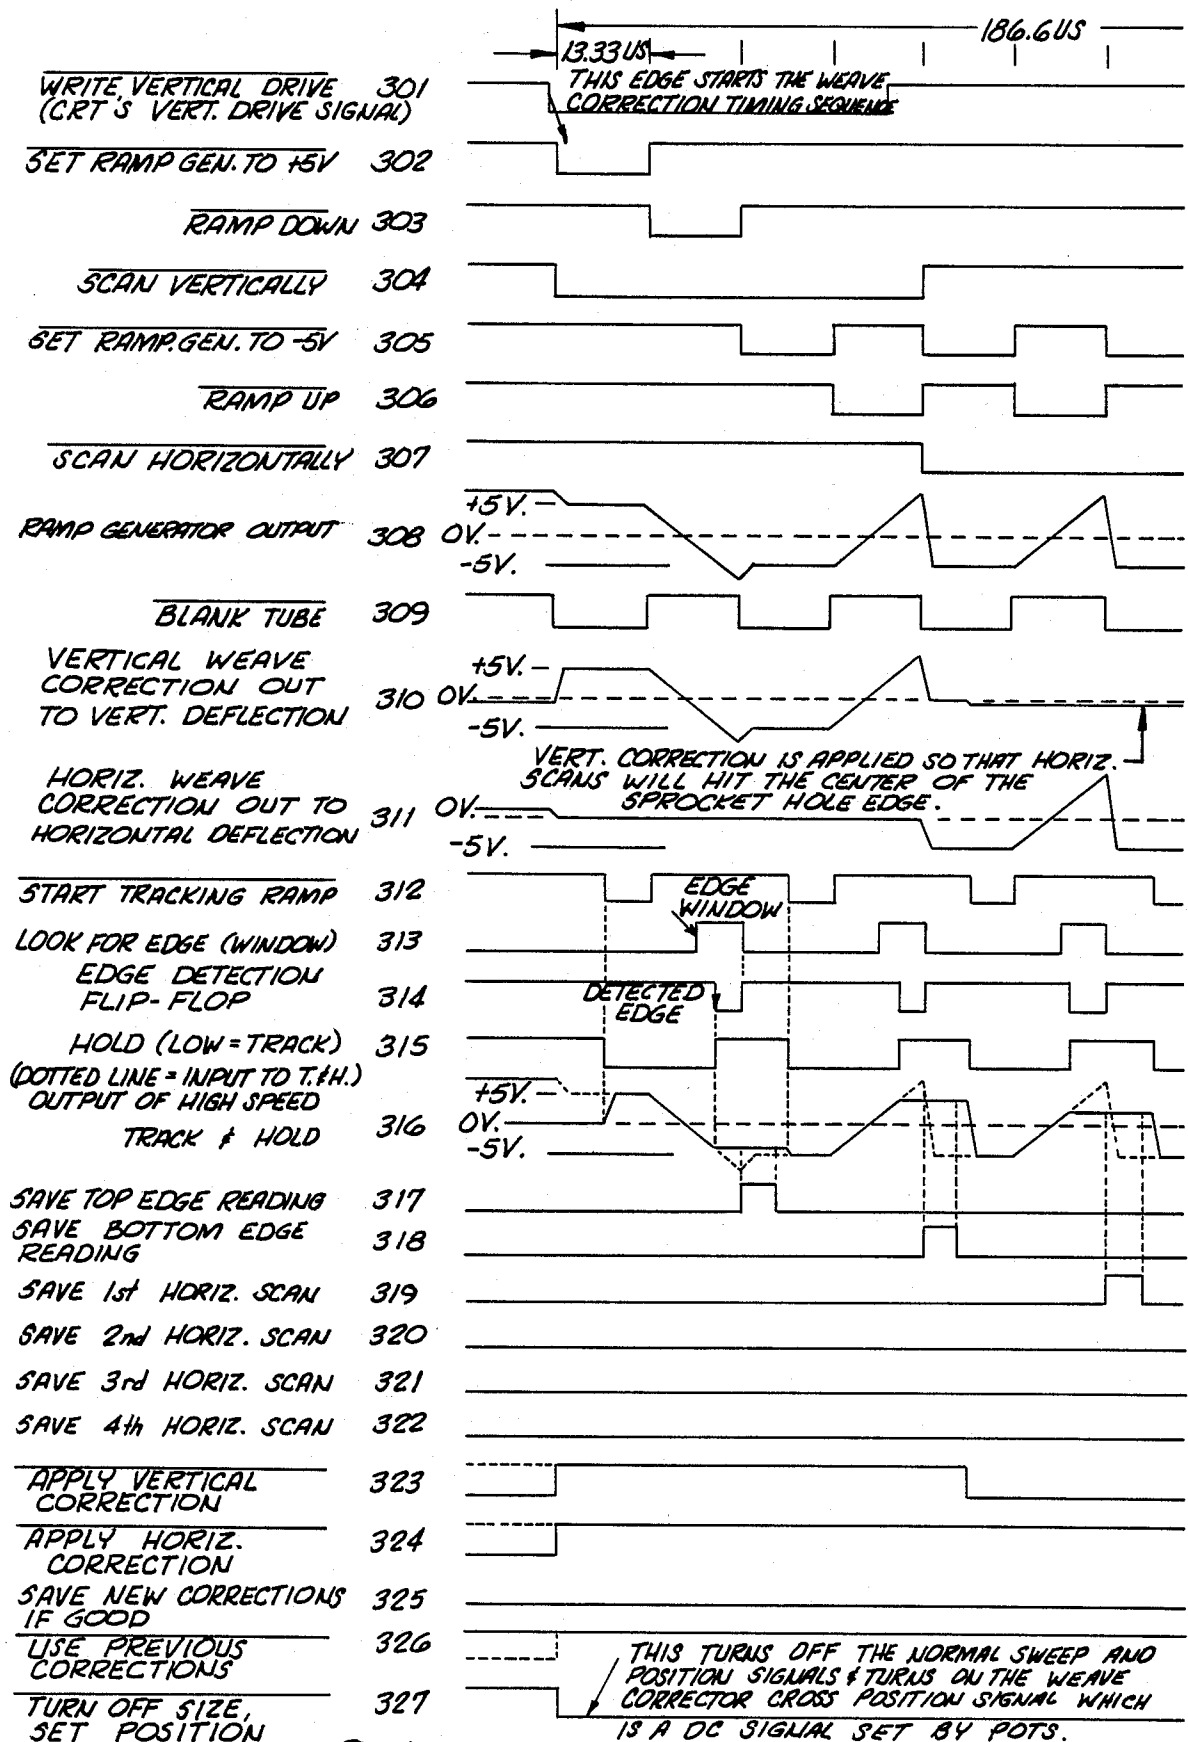 186.6 US
13.33 US
WRITE VERTICAL DRIVE 301
(CRT'S VERT. DRIVE SIGNAL)
THIS EDGE STARTS THE WEAVE
CORRECTION TIMING SEQUENCE
SET RAMP GEN. TO +5V 302
RAMP DOWN 303
SCAN VERTICALLY 304
SET RAMP. GEN. TO -5V 305
RAMP UP 306
SCAN HORIZONTALLY 307
RAMP GENERATOR OUTPUT 308
+5V.
0V.
-5V.
BLANK TUBE 309
VERTICAL WEAVE
CORRECTION OUT
TO VERT. DEFLECTION 310
+5V.
0V.
-5V.
VERT. CORRECTION IS APPLIED SO THAT HORIZ.
SCANS WILL HIT THE CENTER OF THE
SPROCKET HOLE EDGE.
HORIZ. WEAVE
CORRECTION OUT TO
HORIZONTAL DEFLECTION 311
0V.
-5V.
START TRACKING RAMP 312
EDGE
WINDOW
LOOK FOR EDGE (WINDOW) 313
EDGE DETECTION
FLIP-FLOP 314
DETECTED
EDGE
HOLD (LOW = TRACK) 315
(DOTTED LINE = INPUT TO T.&H.)
OUTPUT OF HIGH SPEED
TRACK & HOLD 316
+5V.
0V.
-5V.
SAVE TOP EDGE READING 317
SAVE BOTTOM EDGE
READING 318
SAVE 1st HORIZ. SCAN 319
SAVE 2nd HORIZ. SCAN 320
SAVE 3rd HORIZ. SCAN 321
SAVE 4th HORIZ. SCAN 322
APPLY VERTICAL
CORRECTION 323
APPLY HORIZ.
CORRECTION 324
SAVE NEW CORRECTIONS
IF GOOD 325
USE PREVIOUS
CORRECTIONS 326
TURN OFF SIZE,
SET POSITION 327
THIS TURNS OFF THE NORMAL SWEEP AND
POSITION SIGNALS & TURNS ON THE WEAVE
CORRECTOR CROSS POSITION SIGNAL WHICH
IS A DC SIGNAL SET BY POTS.